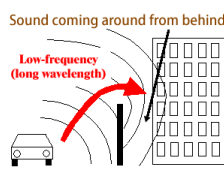 Sound coming around from behind
Low-frequency
(long wavelength)